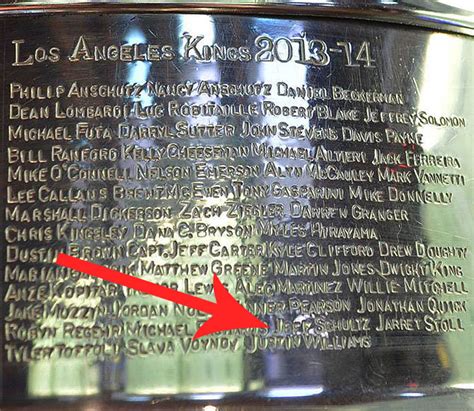 Los Angeles Kings 2013-14
Philip Anschutz Nancy Anschutz Daniel Beckerman
Dean Lombardi Luc Robitaille Robert Blake Jeffrey Solomon
Michael Futa Darryl Sutter John Stevens Davis Payne
Bill Ranford Kelly Cheeseman Michael Altieri Jack Ferreira
Mike O'Connell Nelson Emerson Alyn McCauley Mark Yannetti
Lee Callans Brent McEwen Tony Gasparini Mike Donnelly
Marshall Dickerson Zach Ziegler Darren Granger
Chris Kingsley Dana C. Bryson Myles Hirayama
Dustin Brown Capt. Jeff Carter Kyle Clifford Drew Doughty
Marian Matthew Greene Martin Jones Dwight King
Anze Kopitar Lewis Alec Martinez Willie Mitchell
Jake Muzzin Jordan Pearson Jonathan Quick
Robyn Regehr Michael Jeff Schultz Jarret Stoll
Tyler Toffoli Slava Voynov Justin Williams